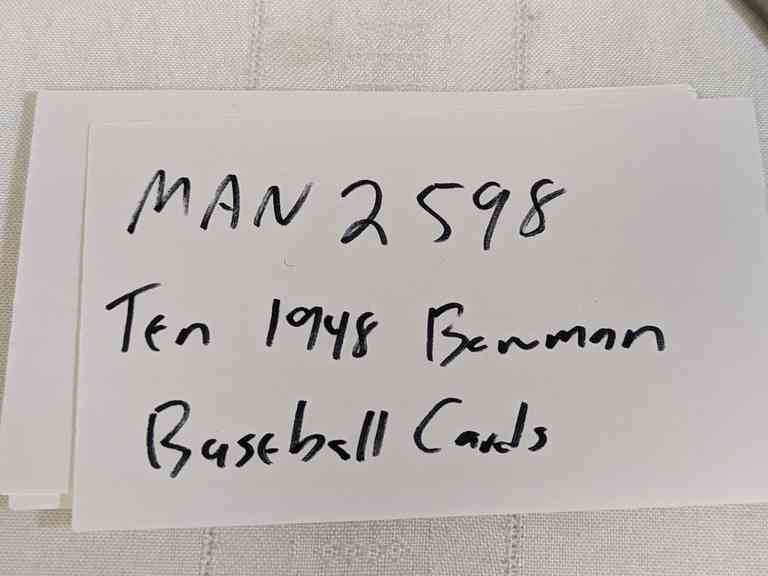 MAN 2598
Ten 1948 Bowman
Baseball Cards